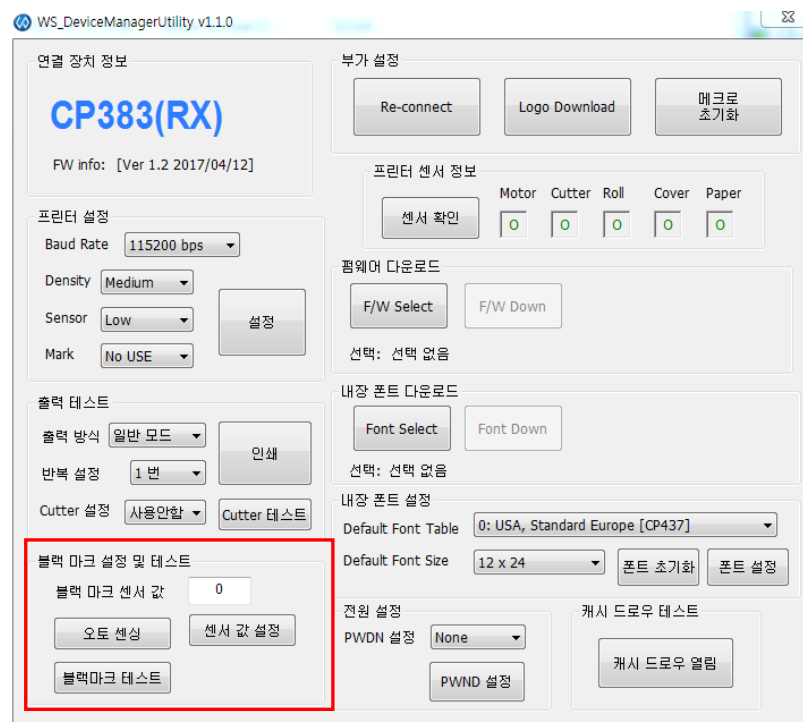 WS_DeviceManagerUtility v1.1.0
연결 장치 정보
CP383(RX)
FW info: [Ver 1.2 2017/04/12]
프린터 설정
Baud Rate 115200 bps
Density Medium
Sensor Low
Mark No USE
설정
출력 테스트
출력 방식 일반 모드
반복 설정 1 번
인쇄
Cutter 설정 사용안함 Cutter 테스트
블랙 마크 설정 및 테스트
블랙 마크 센서 값 0
오토 센싱 센서 값 설정
블랙마크 테스트
부가 설정
Re-connect Logo Download 메크로
초기화
프린터 센서 정보
Motor Cutter Roll Cover Paper
센서 확인 O O O O O
펌웨어 다운로드
F/W Select F/W Down
선택: 선택 없음
내장 폰트 다운로드
Font Select Font Down
선택: 선택 없음
내장 폰트 설정
Default Font Table 0: USA, Standard Europe [CP437]
Default Font Size 12 x 24 폰트 초기화 폰트 설정
전원 설정
PWDN 설정 None
PWND 설정
캐시 드로우 테스트
캐시 드로우 열림